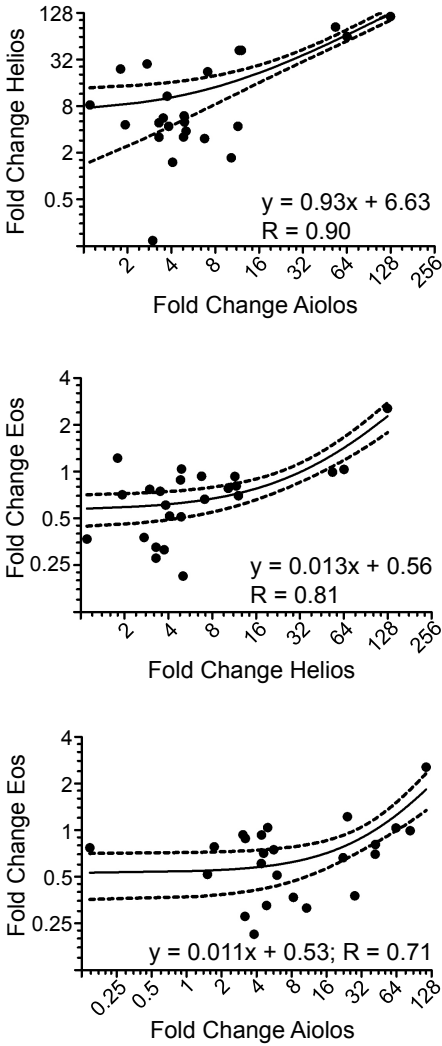 128
32
8
2
0.5
Fold Change Helios
y = 0.93x + 6.63
R = 0.90
2 4 8 16 32 64 128 256
Fold Change Aiolos
4
2
1
0.5
0.25
Fold Change Eos
y = 0.013x + 0.56
R = 0.81
2 4 8 16 32 64 128 256
Fold Change Helios
4
2
1
0.5
0.25
Fold Change Eos
y = 0.011x + 0.53; R = 0.71
0.25 0.5 1 2 4 8 16 32 64 128
Fold Change Aiolos